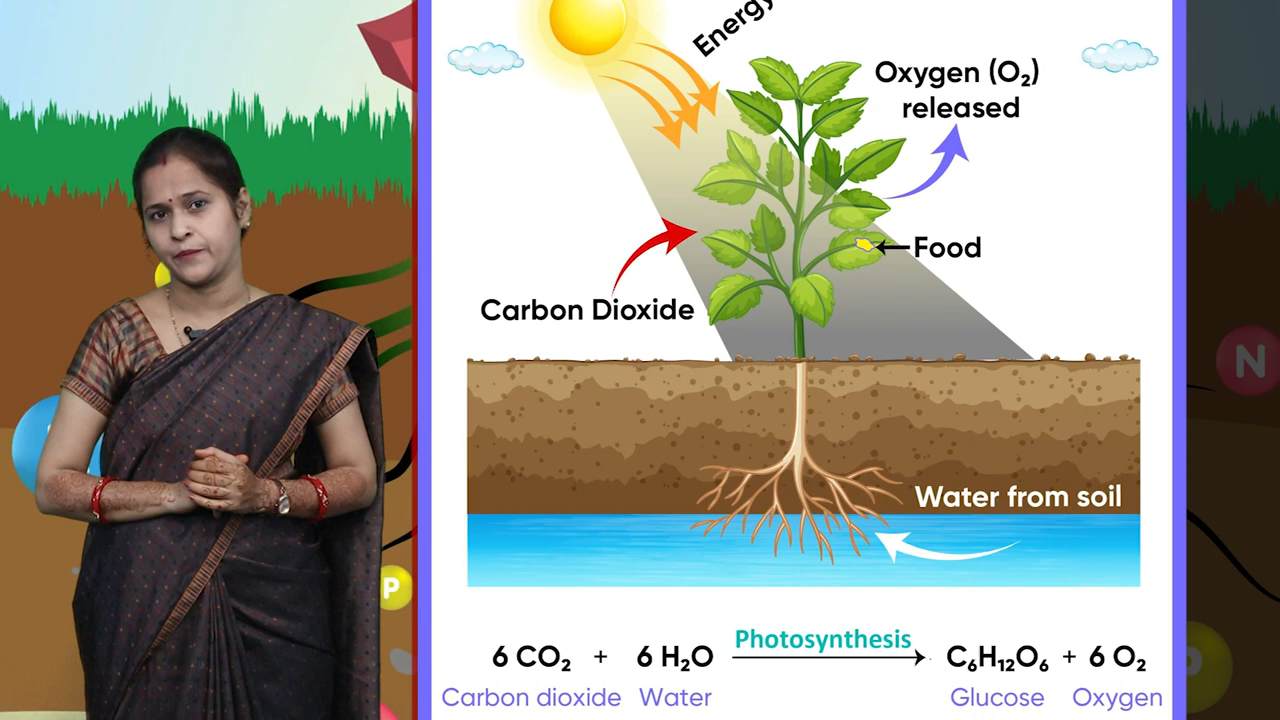 Energy
Oxygen (O₂)
released
Food
Carbon Dioxide
Water from soil
N
P
Photosynthesis
6 CO₂ + 6 H₂O → C₆H₁₂O₆ + 6 O₂
Carbon dioxide Water Glucose Oxygen